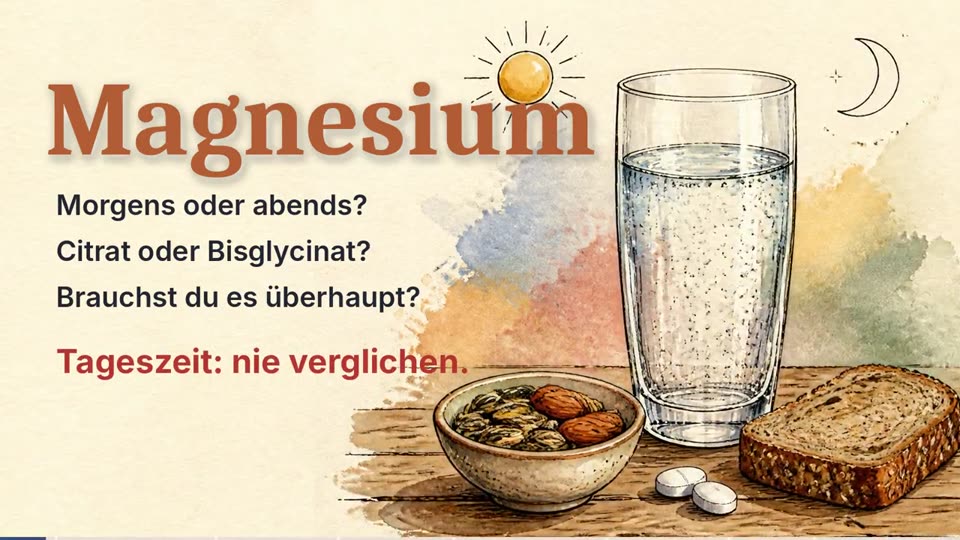 Magnesium
Morgens oder abends?
Citrat oder Bisglycinat?
Brauchst du es überhaupt?
Tageszeit: nie verglichen.